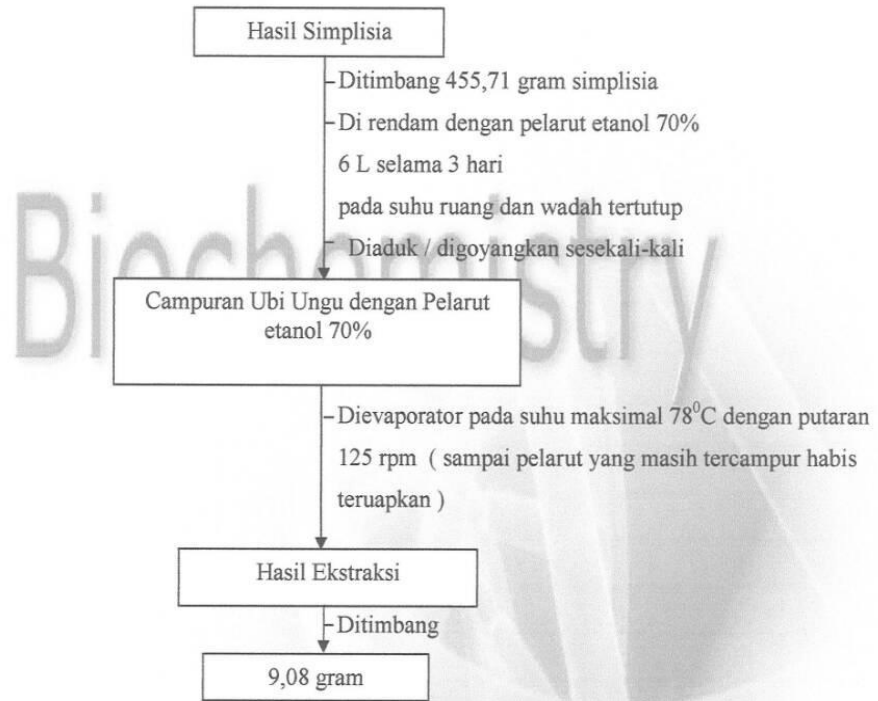 Hasil Simplisia
Ditimbang 455,71 gram simplisia
Di rendam dengan pelarut etanol 70%
6 L selama 3 hari
pada suhu ruang dan wadah tertutup
Diaduk / digoyangkan sesekali-kali
Biochemistry
Campuran Ubi Ungu dengan Pelarut
etanol 70%
Dievaporator pada suhu maksimal 78⁰C dengan putaran
125 rpm ( sampai pelarut yang masih tercampur habis
teruapkan )
Hasil Ekstraksi
Ditimbang
9,08 gram